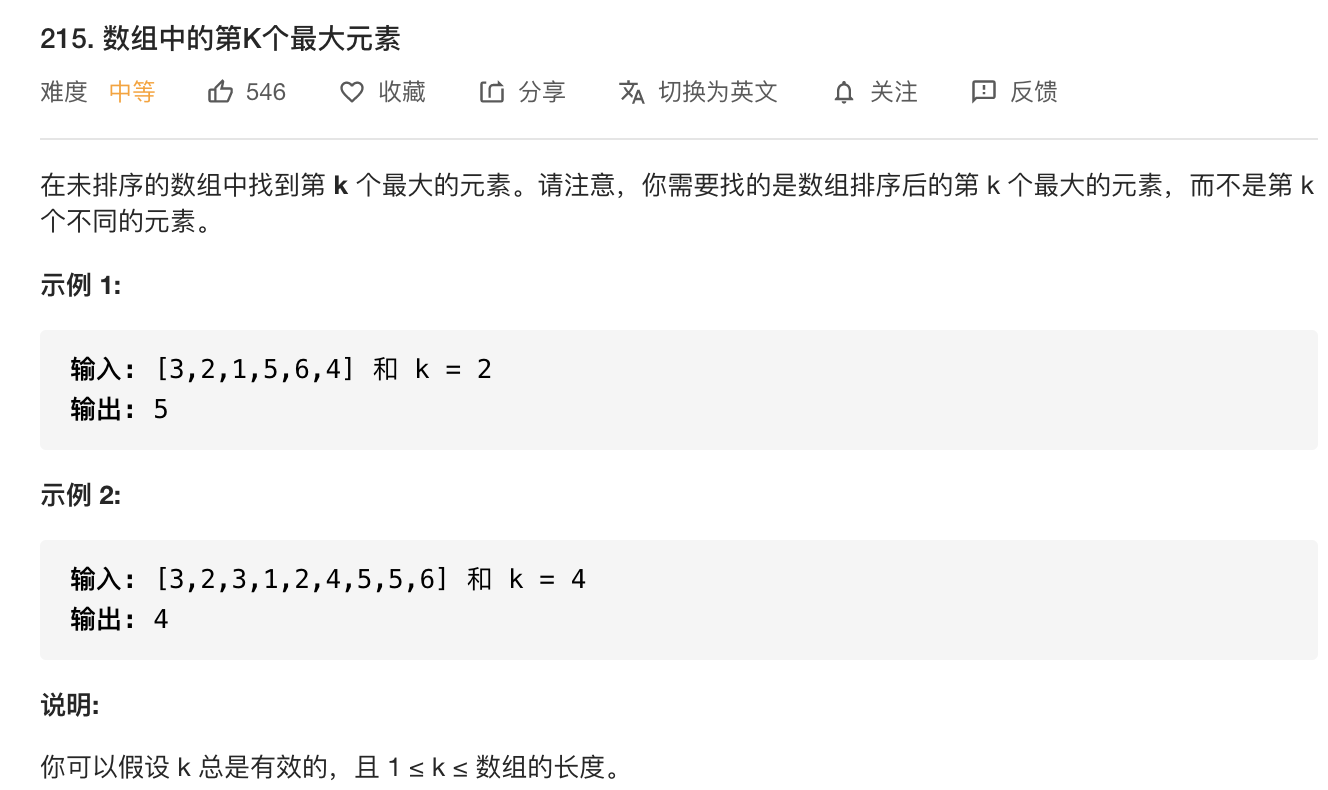 215. 数组中的第K个最大元素
难度 中等 546 收藏 分享 切换为英文 关注 反馈
在未排序的数组中找到第 k 个最大的元素。请注意，你需要找的是数组排序后的第 k 个最大的元素，而不是第 k
个不同的元素。
示例 1:
输入: [3,2,1,5,6,4] 和 k = 2
输出: 5
示例 2:
输入: [3,2,3,1,2,4,5,5,6] 和 k = 4
输出: 4
说明:
你可以假设 k 总是有效的，且 1 ≤ k ≤ 数组的长度。